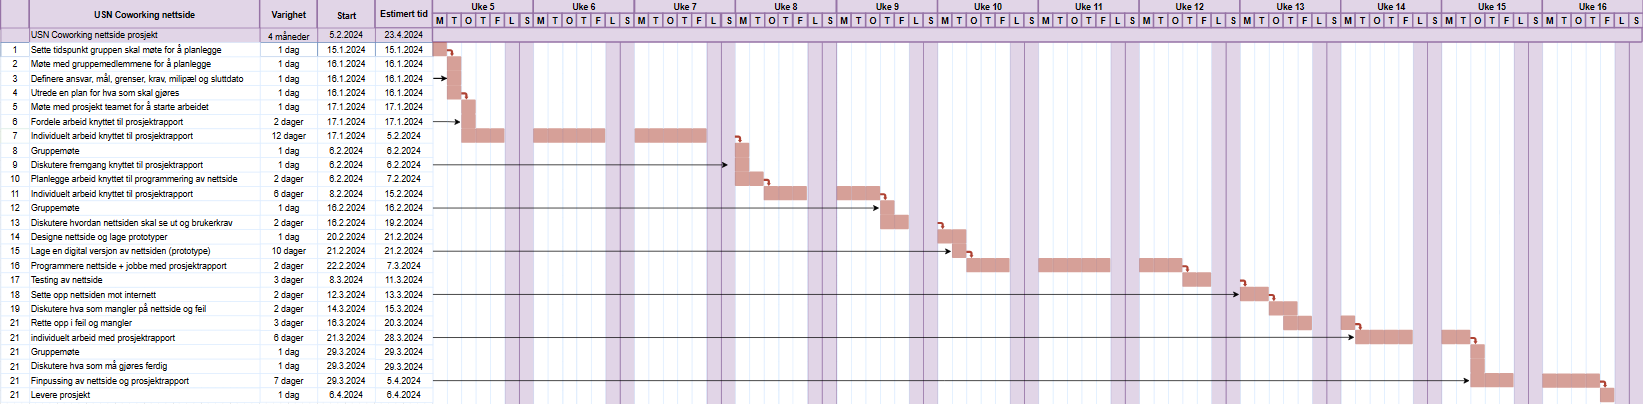 USN Coworking nettside Varighet Start Estimert tid Uke 5 Uke 6 Uke 7 Uke 8 Uke 9 Uke 10 Uke 11 Uke 12 Uke 13 Uke 14 Uke 15 Uke 16
M T O T F L S M T O T F L S M T O T F L S M T O T F L S M T O T F L S M T O T F L S M T O T F L S M T O T F L S M T O T F L S M T O T F L S M T O T F L S M T O T F L S
USN Coworking nettside prosjekt 4 måneder 5.2.2024 23.4.2024
1 Sette tidspunkt gruppen skal møte for å planlegge 1 dag 15.1.2024 15.1.2024
2 Møte med gruppemedlemmene for å planlegge 1 dag 16.1.2024 16.1.2024
3 Definere ansvar, mål, grenser, krav, milipæl og sluttdato 1 dag 16.1.2024 16.1.2024
4 Utrede en plan for hva som skal gjøres 1 dag 16.1.2024 16.1.2024
5 Møte med prosjekt teamet for å starte arbeidet 1 dag 17.1.2024 17.1.2024
6 Fordele arbeid knyttet til prosjektrapport 2 dager 17.1.2024 17.1.2024
7 Individuelt arbeid knyttet til prosjektrapport 12 dager 17.1.2024 5.2.2024
8 Gruppemøte 1 dag 6.2.2024 6.2.2024
9 Diskutere fremgang knyttet til prosjektrapport 1 dag 6.2.2024 6.2.2024
10 Planlegge arbeid knyttet til programmering av nettside 2 dager 6.2.2024 7.2.2024
11 Individuelt arbeid knyttet til prosjektrapport 6 dager 8.2.2024 15.2.2024
12 Gruppemøte 1 dag 16.2.2024 16.2.2024
13 Diskutere hvordan nettsiden skal se ut og brukerkrav 2 dager 16.2.2024 19.2.2024
14 Designe nettside og lage prototyper 1 dag 20.2.2024 21.2.2024
15 Lage en digital versjon av nettsiden (prototype) 10 dager 21.2.2024 21.2.2024
16 Programmere nettside + jobbe med prosjektrapport 2 dager 22.2.2024 7.3.2024
17 Testing av nettside 3 dager 8.3.2024 11.3.2024
18 Sette opp nettsiden mot internett 2 dager 12.3.2024 13.3.2024
19 Diskutere hva som mangler på nettside og feil 2 dager 14.3.2024 15.3.2024
21 Rette opp i feil og mangler 3 dager 16.3.2024 20.3.2024
21 individuelt arbeid med prosjektrapport 6 dager 21.3.2024 28.3.2024
21 Gruppemøte 1 dag 29.3.2024 29.3.2024
21 Diskutere hva som må gjøres ferdig 1 dag 29.3.2024 29.3.2024
21 Finpussing av nettside og prosjektrapport 7 dager 29.3.2024 5.4.2024
21 Levere prosjekt 1 dag 6.4.2024 6.4.2024